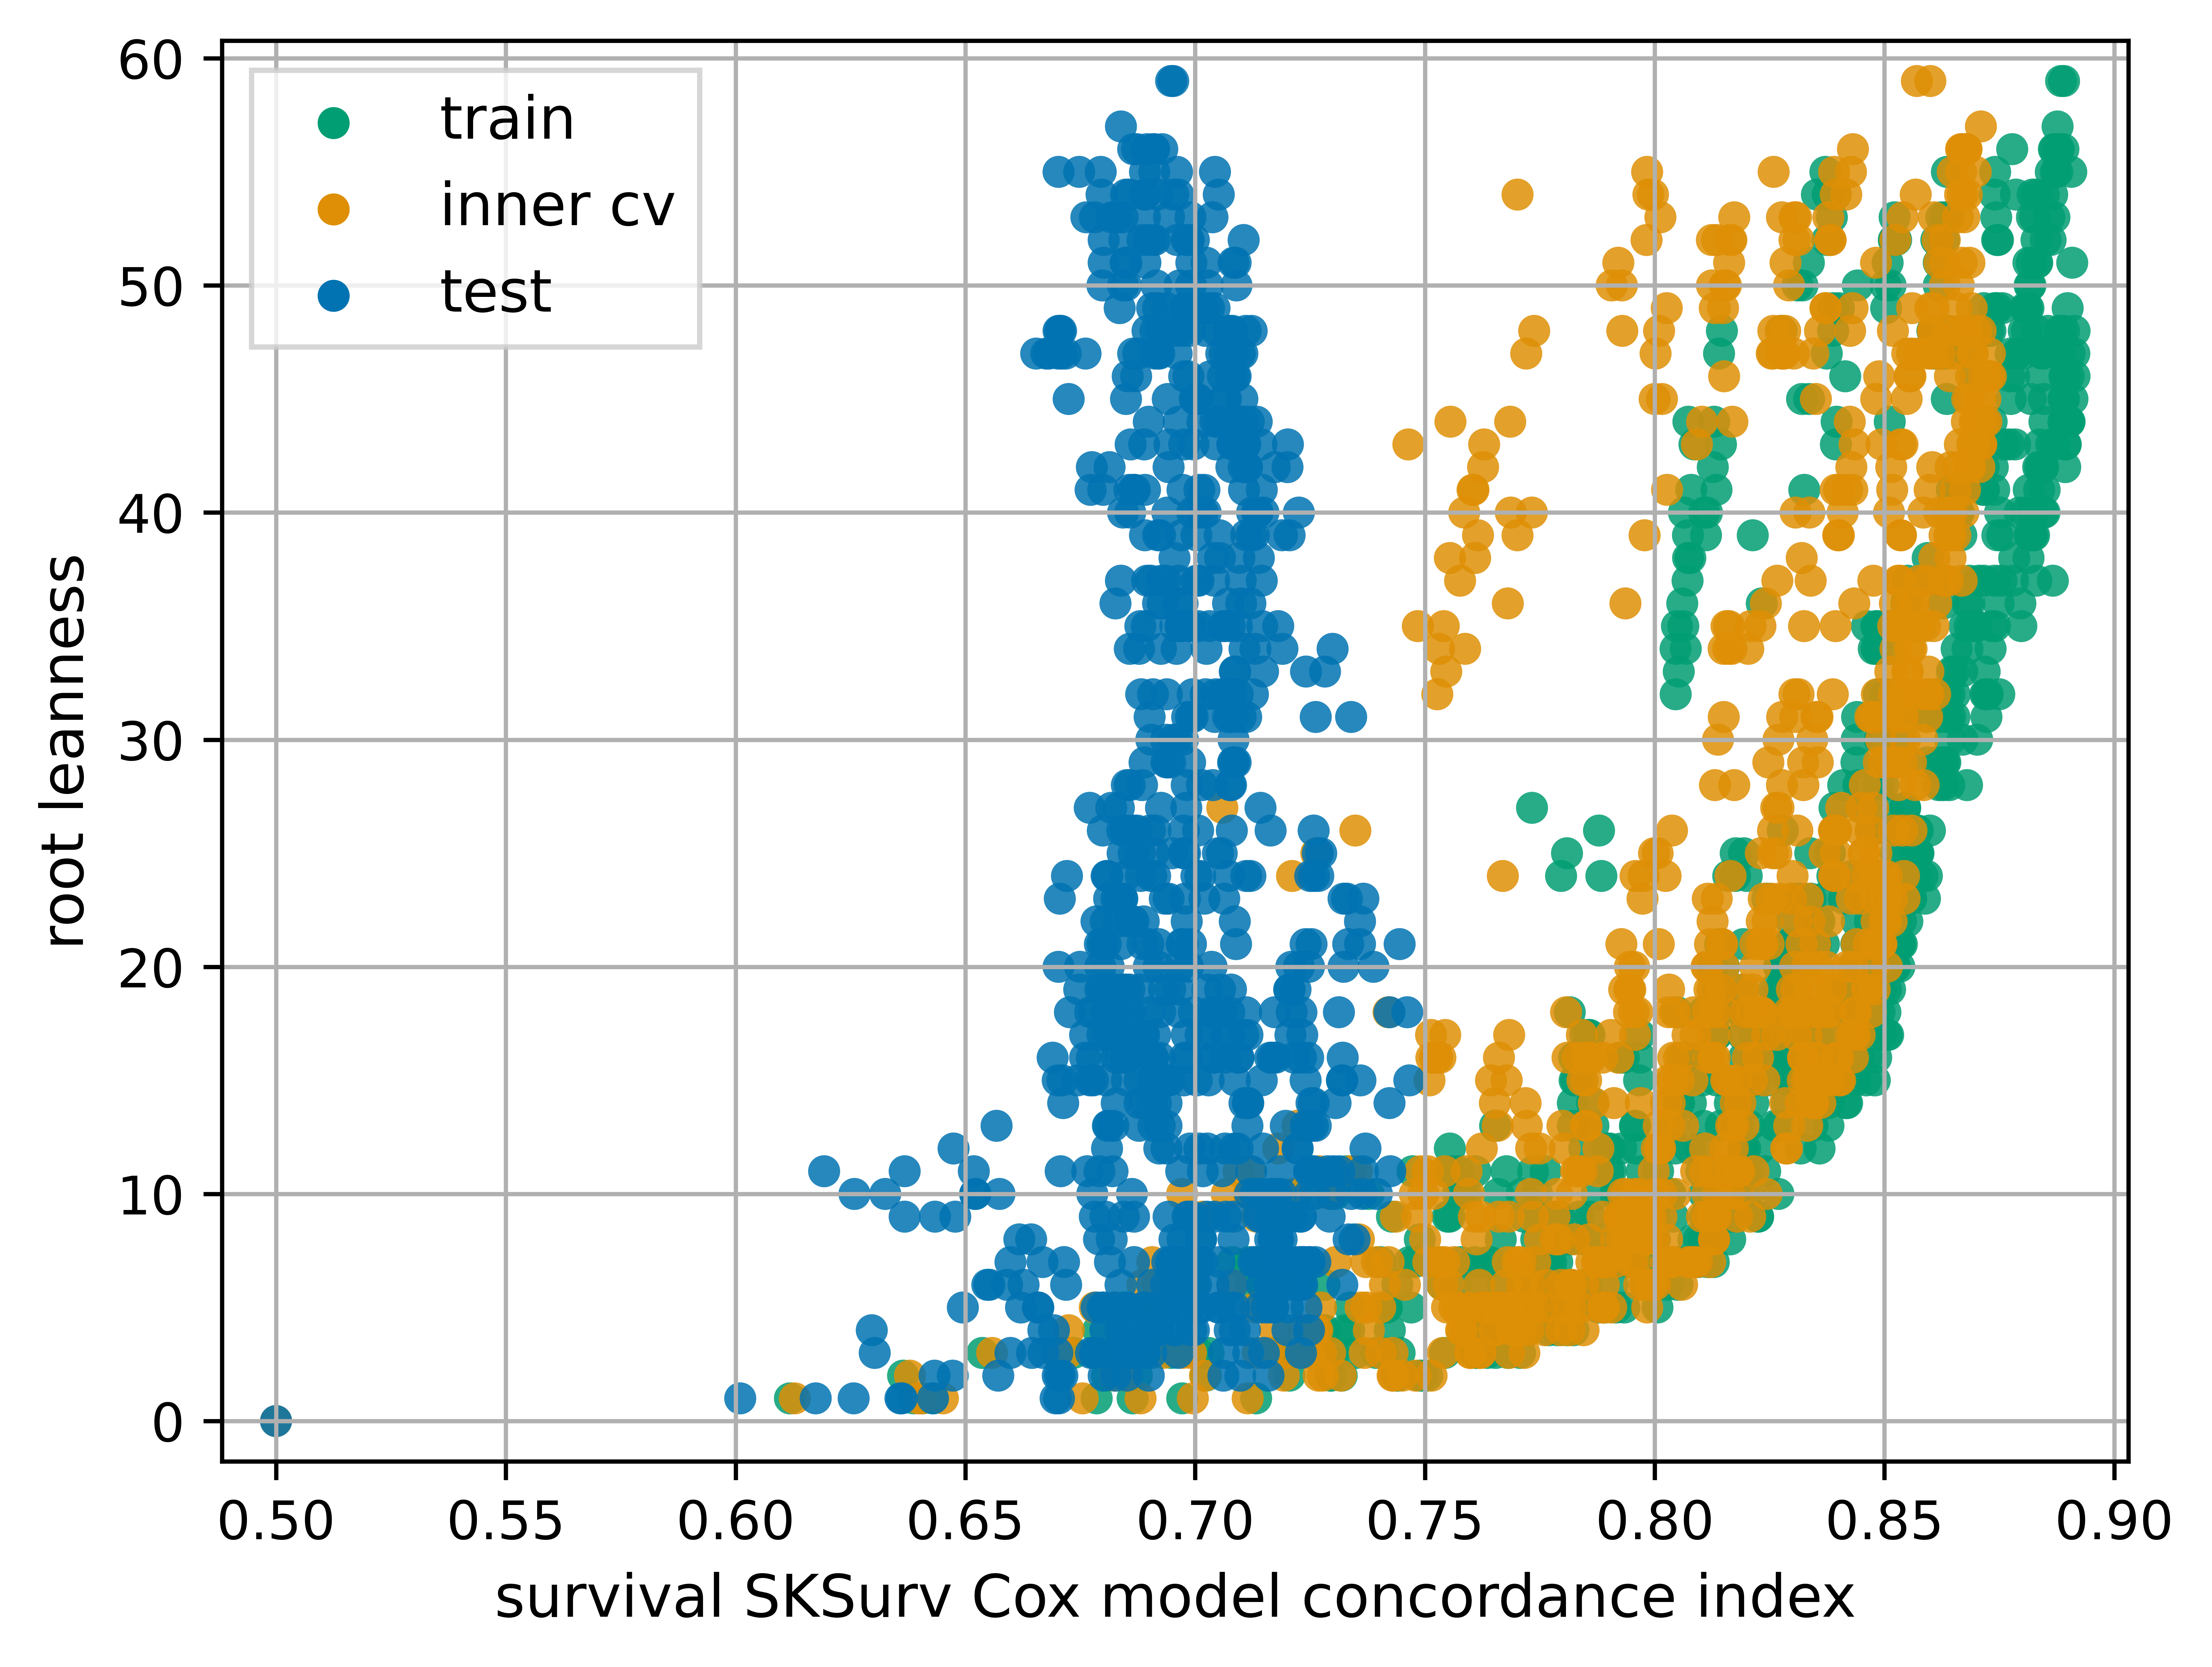 train
inner cv
test
60
50
40
30
20
10
0
root leanness
0.50 0.55 0.60 0.65 0.70 0.75 0.80 0.85 0.90
survival SKSurv Cox model concordance index